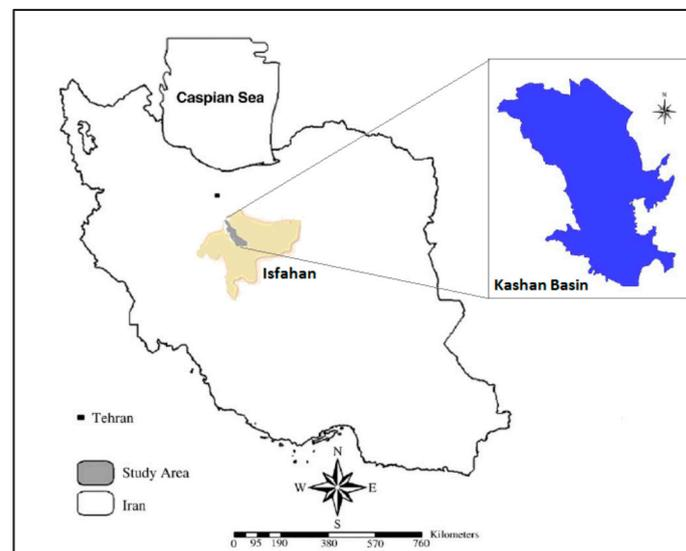 Caspian Sea
N
Isfahan
Kashan Basin
Tehran
Study Area
Iran
N
W E
S
Kilometers
0 95 190 380 570 760